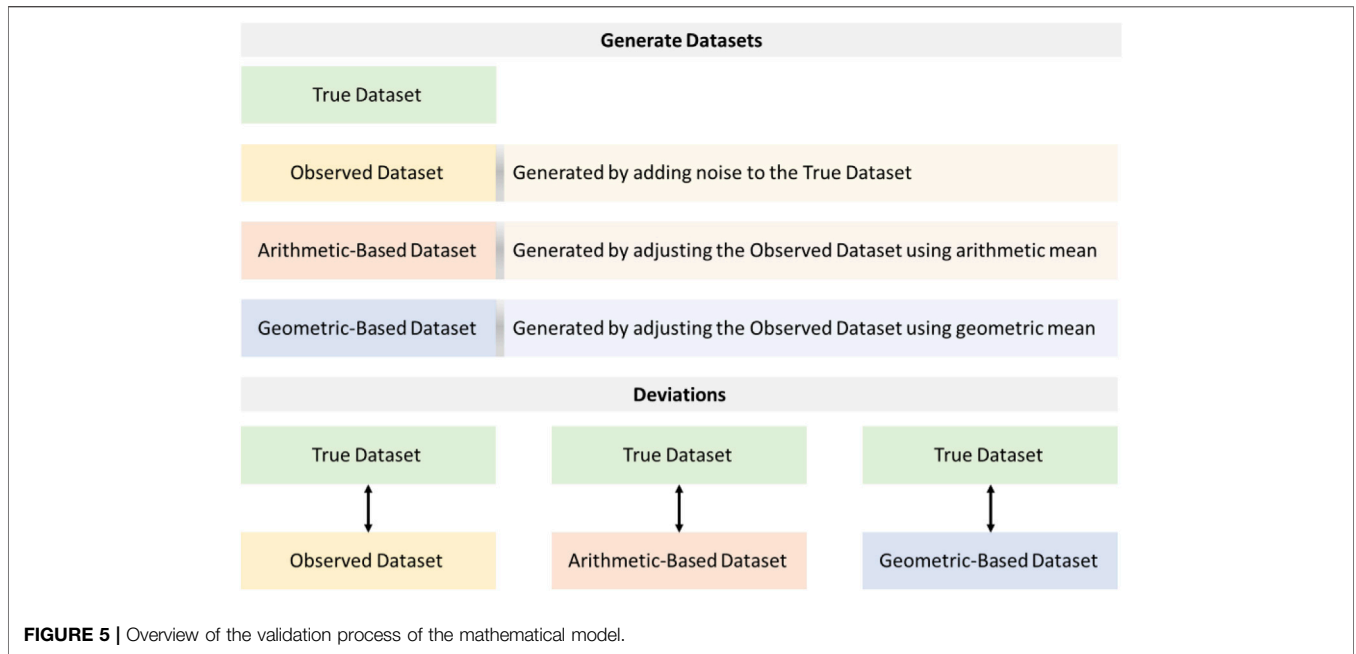 Generate Datasets
True Dataset
Observed Dataset
Generated by adding noise to the True Dataset
Arithmetic-Based Dataset
Generated by adjusting the Observed Dataset using arithmetic mean
Geometric-Based Dataset
Generated by adjusting the Observed Dataset using geometric mean
Deviations
True Dataset
True Dataset
True Dataset
Observed Dataset
Arithmetic-Based Dataset
Geometric-Based Dataset
FIGURE 5 | Overview of the validation process of the mathematical model.